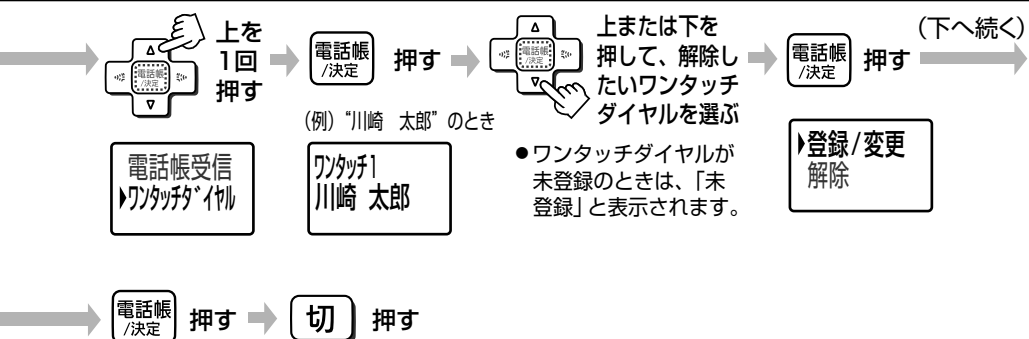 上を
1回
押す
電話帳
/決定
電話帳
/決定
押す
(例)“川崎 太郎”のとき
電話帳
/決定
上または下を
押して、解除し
たいワンタッチ
ダイヤルを選ぶ
●ワンタッチダイヤルが
未登録のときは、「未
登録」と表示されます。
電話帳
/決定
押す
(下へ続く)
電話帳受信
▶ワンタッチダイヤル
ワンタッチ1
川崎 太郎
▶登録/変更
解除
電話帳
/決定
押す
切
押す